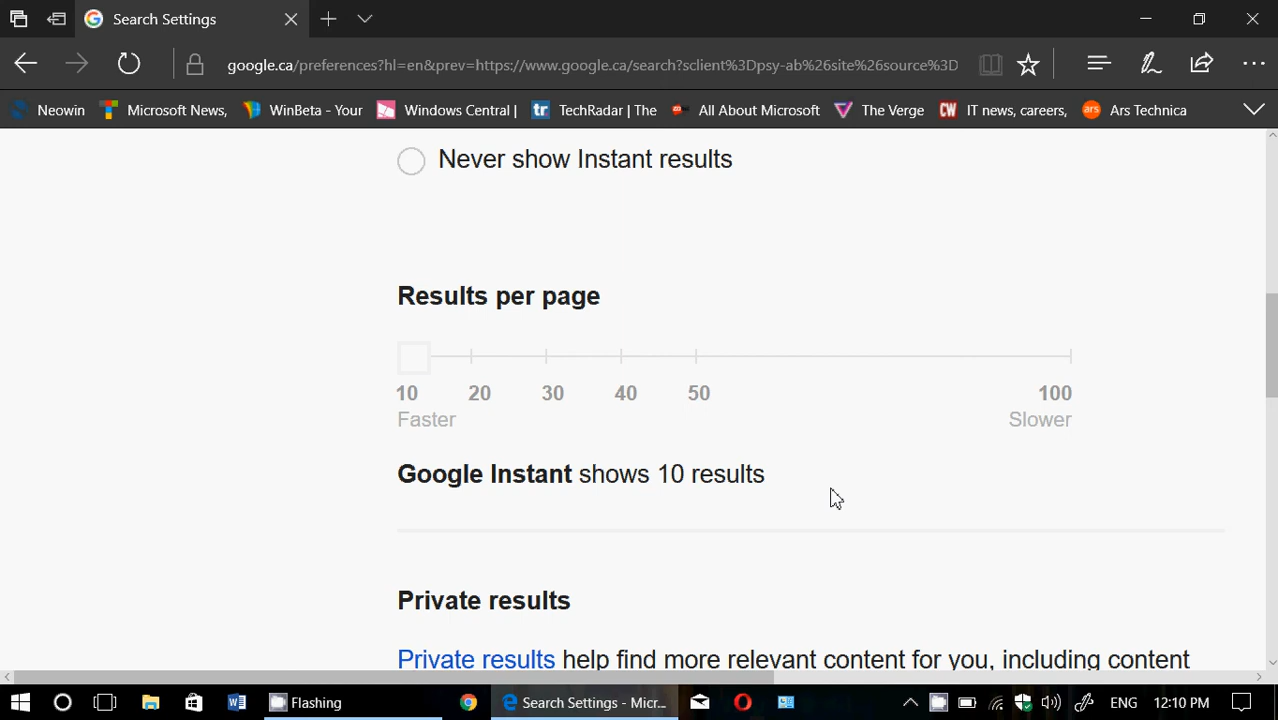 Search Settings
google.ca/preferences?hl=en&prev=https://www.google.ca/search?sclient%3Dpsy-ab%26site%26source%3D
Neowin Microsoft News, WinBeta - Your Windows Central | tr TechRadar | The All About Microsoft The Verge CW IT news, careers, ars Ars Technica
Never show Instant results
Results per page
10 20 30 40 50 100
Faster Slower
Google Instant shows 10 results
Private results
Private results help find more relevant content for you, including content
Flashing Search Settings - Micr... ENG 12:10 PM